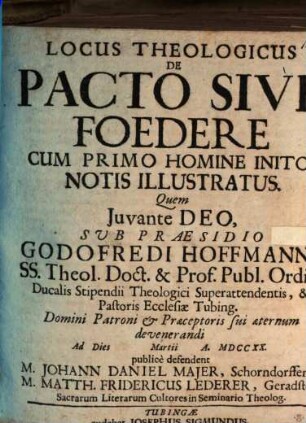 LOCUS THEOLOGICUS
DE
PACTO SIVE
FOEDERE
CUM PRIMO HOMINE INITO
NOTIS ILLUSTRATUS.
Quem
Juvante DEO,
SUB PRAESIDIO
GODOFREDI HOFFMANN
SS. Theol. Doct. & Prof. Publ. Ordi
Ducalis Stipendii Theologici Superattendentis, &
Pastoris Ecclesiæ Tubing.
Domini Patroni & Præceptoris sui æternum
devenerandi
Ad Dies Martii A. MDCCXX.
publicè defendent
M. JOHANN DANIEL MAJER, Schorndorffen
M. MATTH. FRIDERICUS LEDERER, Geradst
Sacrarum Literarum Cultores in Seminario Theolog.
TUBINGÆ
JOSEPHUS SIGMUNDUS